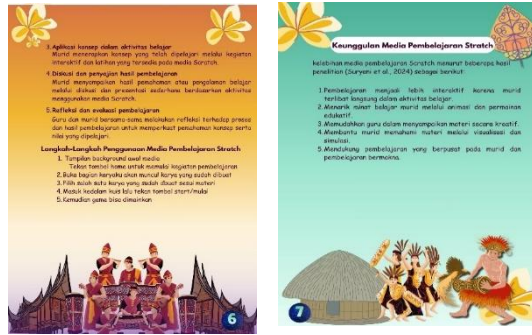 3. Aplikasi konsep dalam aktivitas belajar
Murid menerapkan konsep yang telah dipelajari melalui kegiatan
interaktif dan latihan yang tersedia pada media Scratch.
4. Diskusi dan penyajian hasil pembelajaran
Murid menyampaikan hasil pemahaman atau pengalaman belajar
melalui diskusi dan presentasi sederhana berdasarkan aktivitas
menggunakan media Scratch.
5. Refleksi dan evaluasi pembelajaran
Guru dan murid bersama-sama melakukan refleksi terhadap proses
dan hasil pembelajaran untuk memperkuat pemahaman konsep serta
nilai yang dipelajari.
Langkah-Langkah Penggunaan Media Pembelajaran Stratch
1. Tampilan background awal media
Tekan tombol home untuk memulai kegiatan pembelajaran
2. Buka bagian karyaku akan muncul karya yang sudah dibuat
3. Pilih salah satu karya yang sudah dibuat sesuai materi
4. Masuk kedalam kuis lalu tekan tombol start/mulai
5. Kemudian game bisa dimainkan
6
Keunggulan Media Pembelajaran Stratch
kelebihan media pembelajaran Scratch menurut beberapa hasil
penelitian (Suryani et al., 2024) sebagai berikut:
1. Pembelajaran menjadi lebih interaktif karena murid
terlibat langsung dalam aktivitas belajar.
2. Menarik minat belajar murid melalui animasi dan permainan
edukatif.
3. Memudahkan guru dalam menyampaikan materi secara kreatif.
4. Membantu murid memahami materi melalui visualisasi dan
simulasi.
5. Mendukung pembelajaran yang berpusat pada murid dan
pembelajaran bermakna.
7